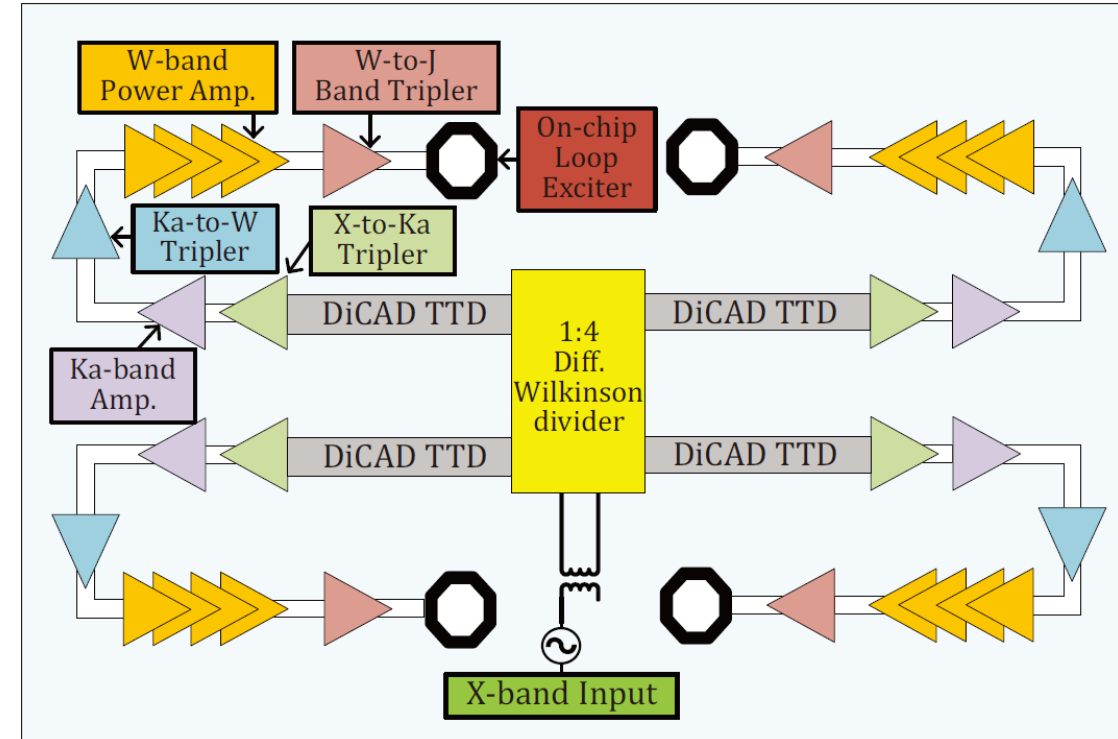 W-band
Power Amp.
W-to-J
Band Tripler
On-chip
Loop
Exciter
Ka-to-W
Tripler
X-to-Ka
Tripler
DiCAD TTD
1:4
Diff.
Wilkinson
divider
DiCAD TTD
Ka-band
Amp.
DiCAD TTD
DiCAD TTD
X-band Input